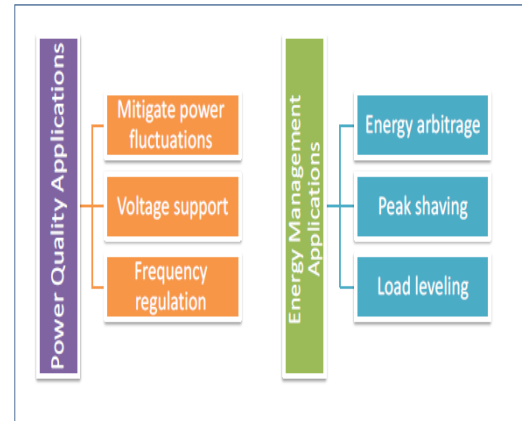 Power Quality Applications
Mitigate power
fluctuations
Voltage support
Frequency
regulation
Energy Management
Applications
Energy arbitrage
Peak shaving
Load leveling